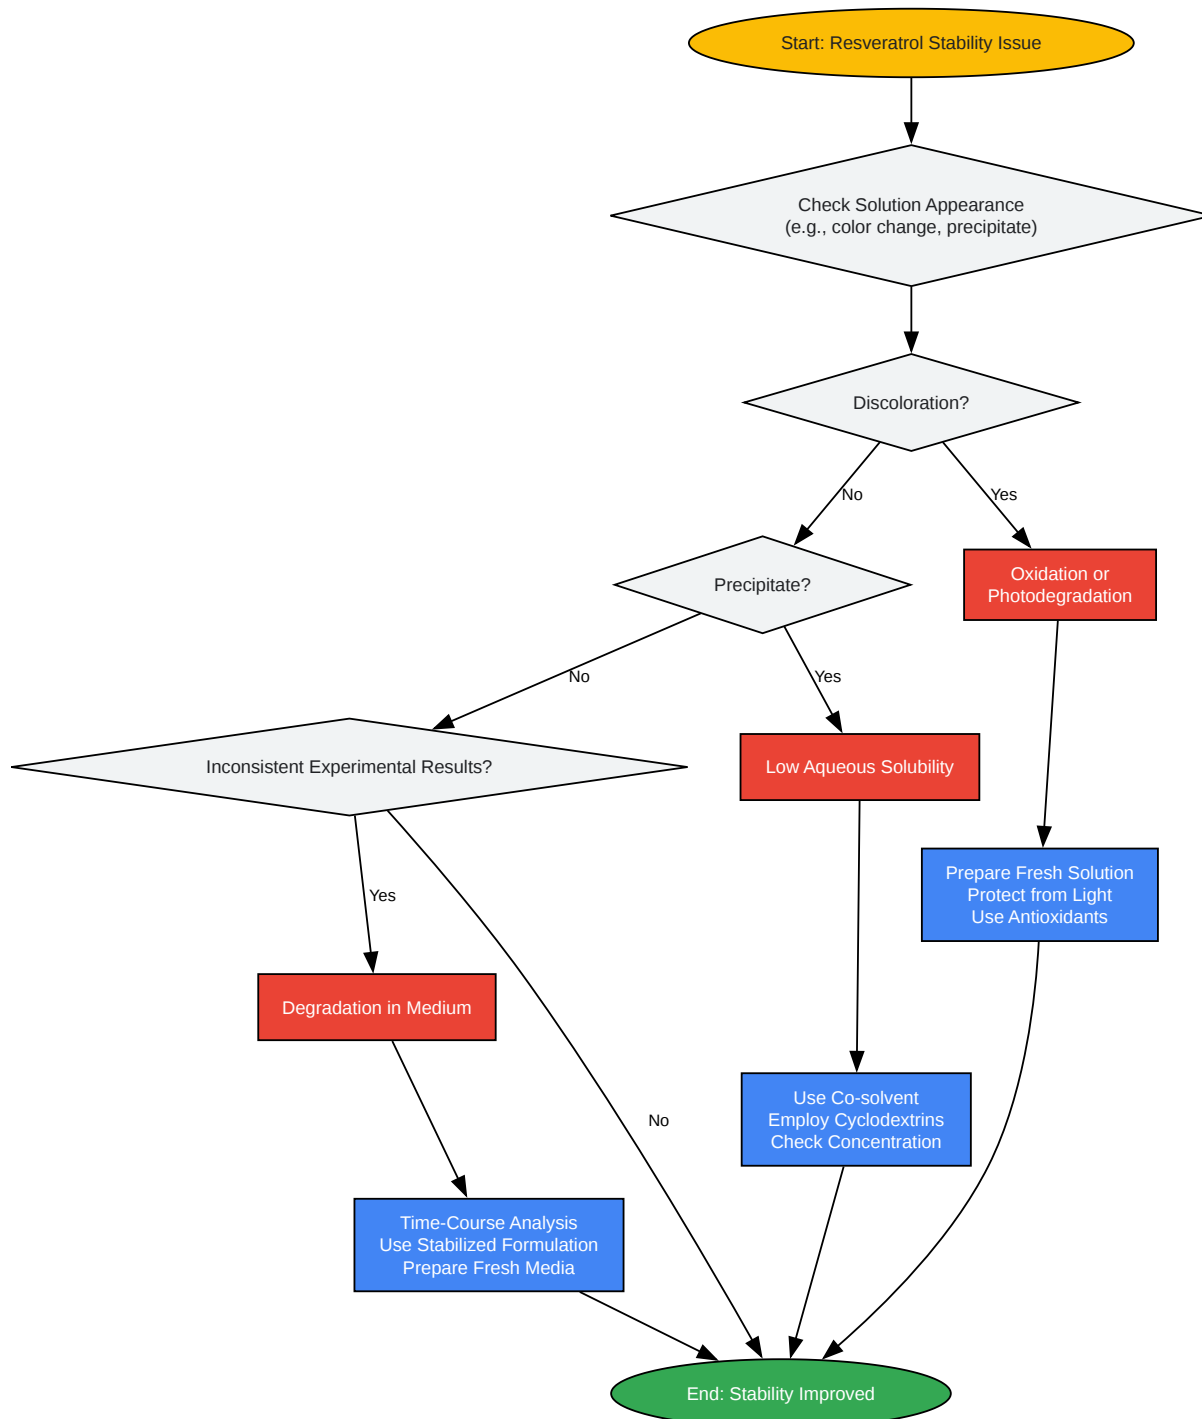 Start: Resveratrol Stability Issue
Check Solution Appearance
(e.g., color change, precipitate)
Discoloration?
No
Yes
Precipitate?
Oxidation or
Photodegradation
No
Yes
Inconsistent Experimental Results?
Low Aqueous Solubility
Yes
Prepare Fresh Solution
Protect from Light
Use Antioxidants
Degradation in Medium
No
Use Co-solvent
Employ Cyclodextrins
Check Concentration
Time-Course Analysis
Use Stabilized Formulation
Prepare Fresh Media
End: Stability Improved